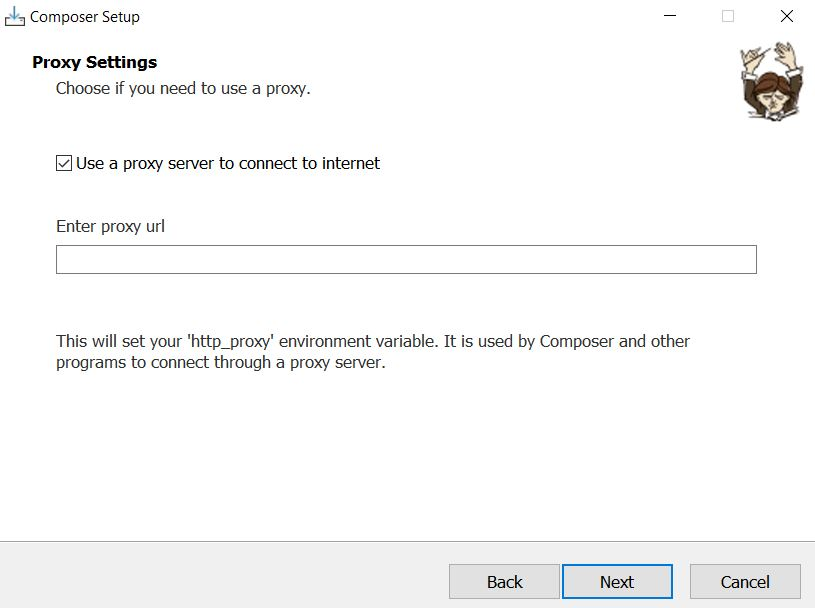 Composer Setup
Proxy Settings
Choose if you need to use a proxy.
Use a proxy server to connect to internet
Enter proxy url
This will set your 'http_proxy' environment variable. It is used by Composer and other
programs to connect through a proxy server.
Back
Next
Cancel